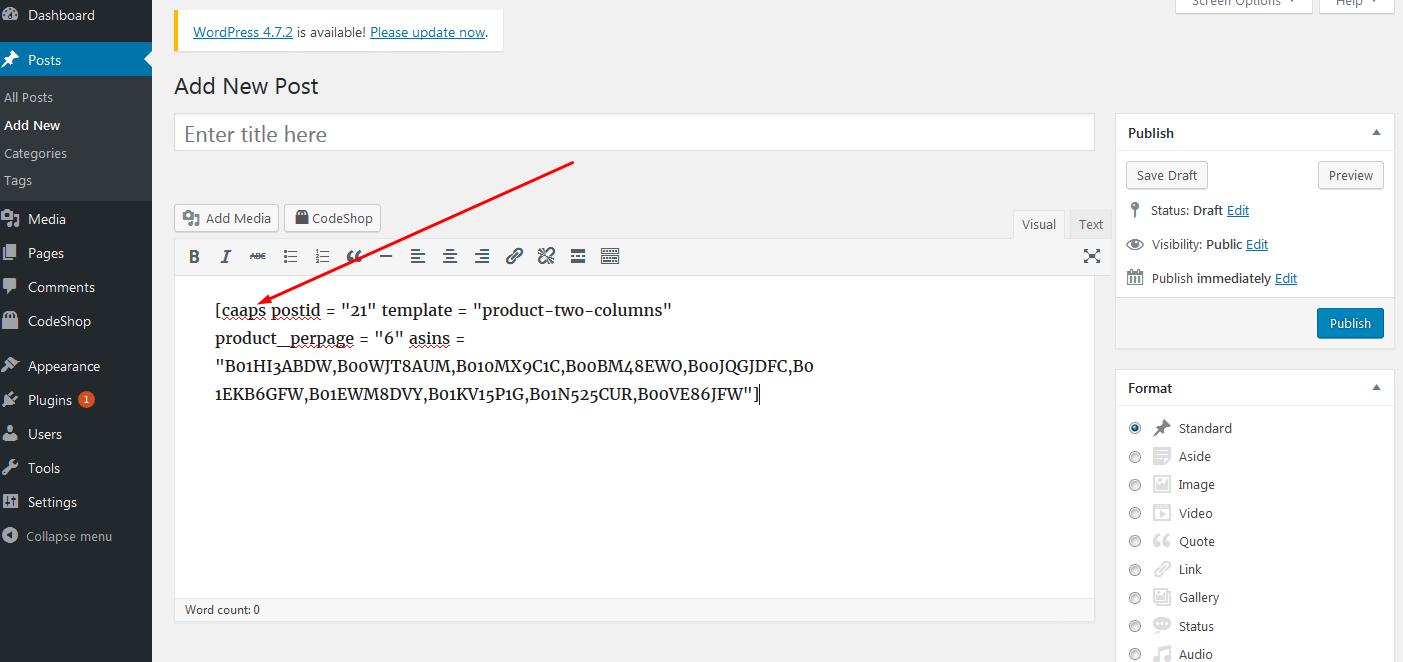 Dashboard
Posts
All Posts
Add New
Categories
Tags
Media
Pages
Comments
CodeShop
Appearance
Plugins 1
Users
Tools
Settings
Collapse menu
Screen Options
Help
WordPress 4.7.2 is available! Please update now.
Add New Post
Enter title here
Add Media
CodeShop
Visual
Text
B I ABC
[caaps postid = "21" template = "product-two-columns"
product_perpage = "6" asins =
"B01HI3ABDW,B00WJT8AUM,B010MX9C1C,B00BM48EWO,B00JQGJDFC,B0
1EKB6GFW,B01EWM8DVY,B01KV15P1G,B01N525CUR,B00VE86JFW"]
Word count: 0
Publish
Save Draft
Preview
Status: Draft Edit
Visibility: Public Edit
Publish immediately Edit
Publish
Format
Standard
Aside
Image
Video
Quote
Link
Gallery
Status
Audio